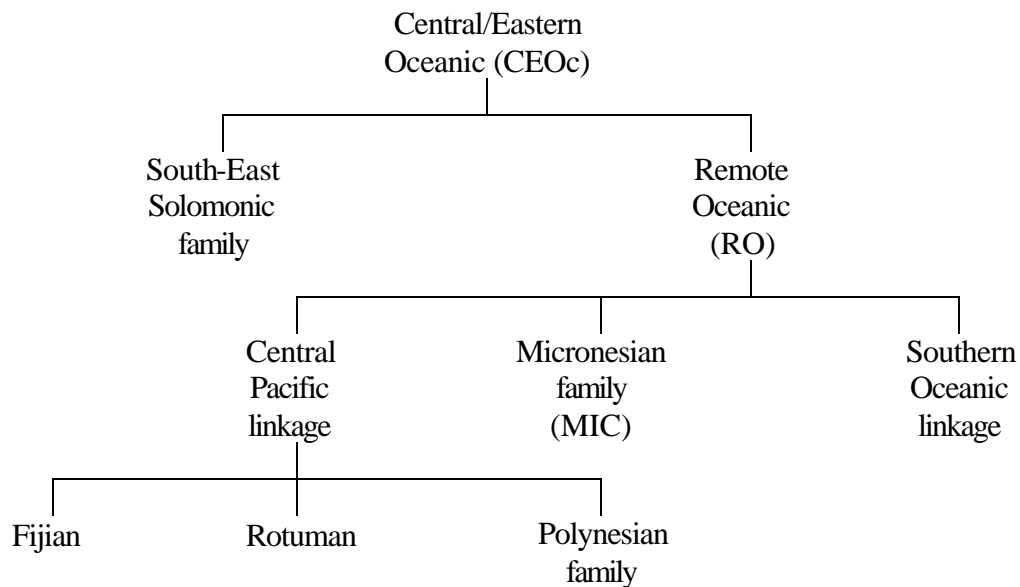 Central/Eastern
Oceanic (CEOc)
South-East
Solomonic
family
Remote
Oceanic
(RO)
Central
Pacific
linkage
Micronesian
family
(MIC)
Southern
Oceanic
linkage
Fijian
Rotuman
Polynesian
family